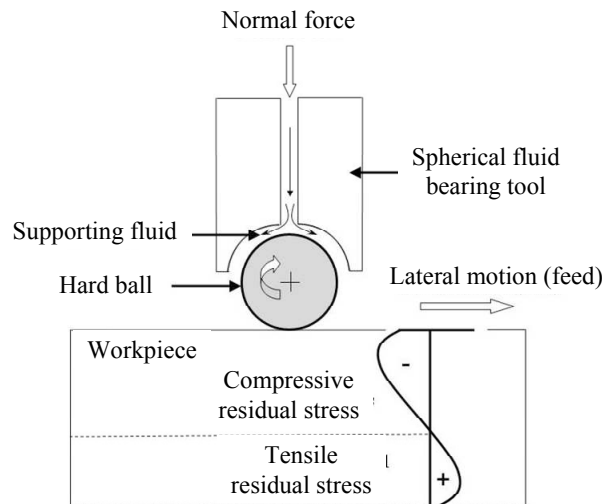 Normal force
Spherical fluid
bearing tool
Supporting fluid
Hard ball
Lateral motion (feed)
Workpiece
-
Compressive
residual stress
Tensile
residual stress
+